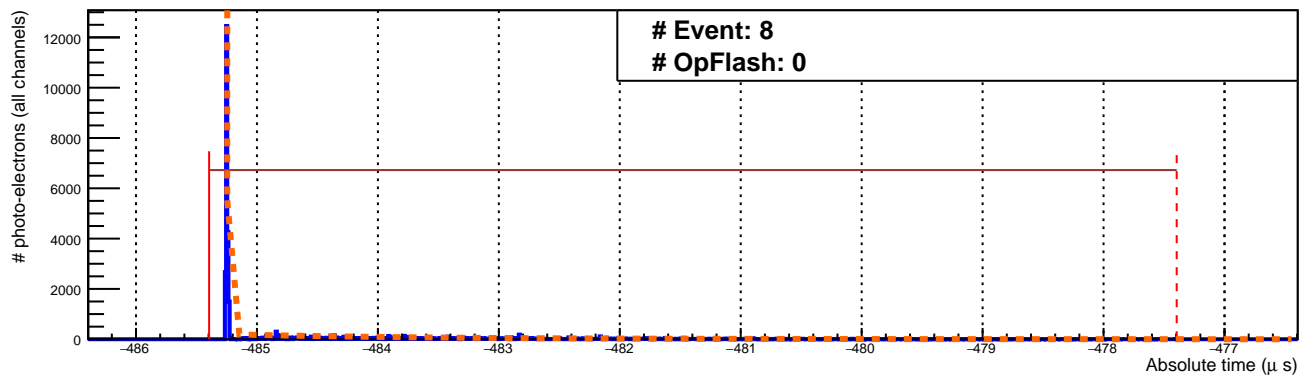 # Event: 8
# OpFlash: 0
# photo-electrons (all channels)
12000
10000
8000
6000
4000
2000
0
−486 −485 −484 −483 −482 −481 −480 −479 −478 −477
Absolute time (μ s)